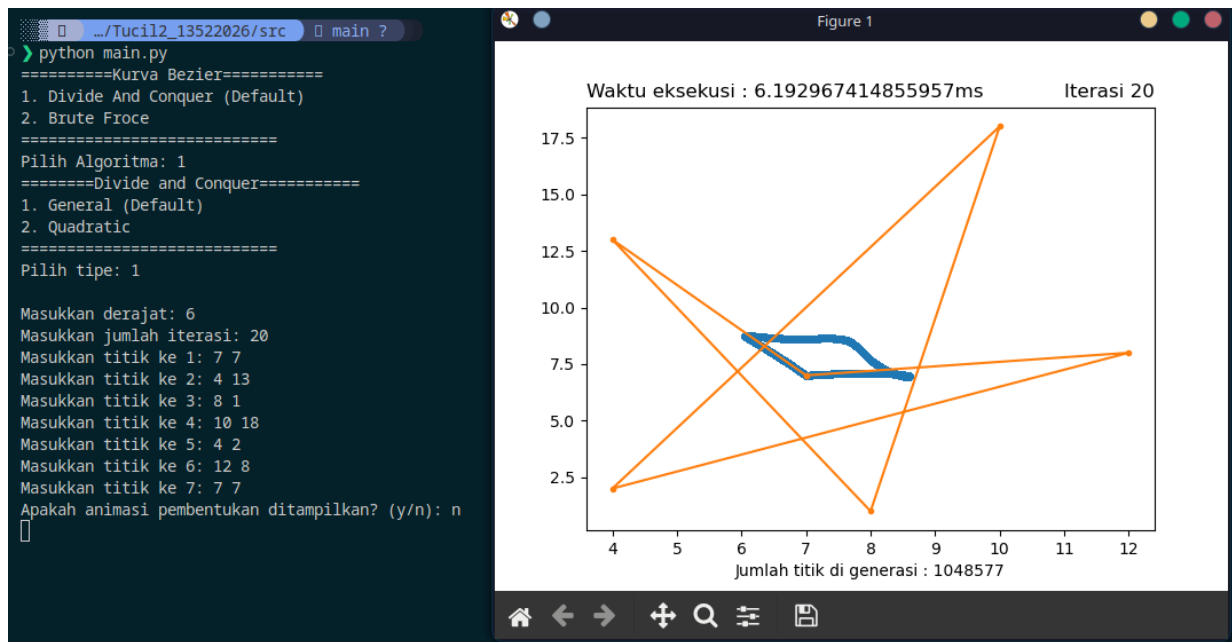 …/Tucil2_13522026/src main ?
❯ python main.py
==========Kurva Bezier===========
1. Divide And Conquer (Default)
2. Brute Froce
============================
Pilih Algoritma: 1
========Divide and Conquer===========
1. General (Default)
2. Quadratic
============================
Pilih tipe: 1
Masukkan derajat: 6
Masukkan jumlah iterasi: 20
Masukkan titik ke 1: 7 7
Masukkan titik ke 2: 4 13
Masukkan titik ke 3: 8 1
Masukkan titik ke 4: 10 18
Masukkan titik ke 5: 4 2
Masukkan titik ke 6: 12 8
Masukkan titik ke 7: 7 7
Apakah animasi pembentukan ditampilkan? (y/n): n
Figure 1
Waktu eksekusi : 6.192967414855957ms Iterasi 20
17.5
15.0
12.5
10.0
7.5
5.0
2.5
4 5 6 7 8 9 10 11 12
Jumlah titik di generasi : 1048577